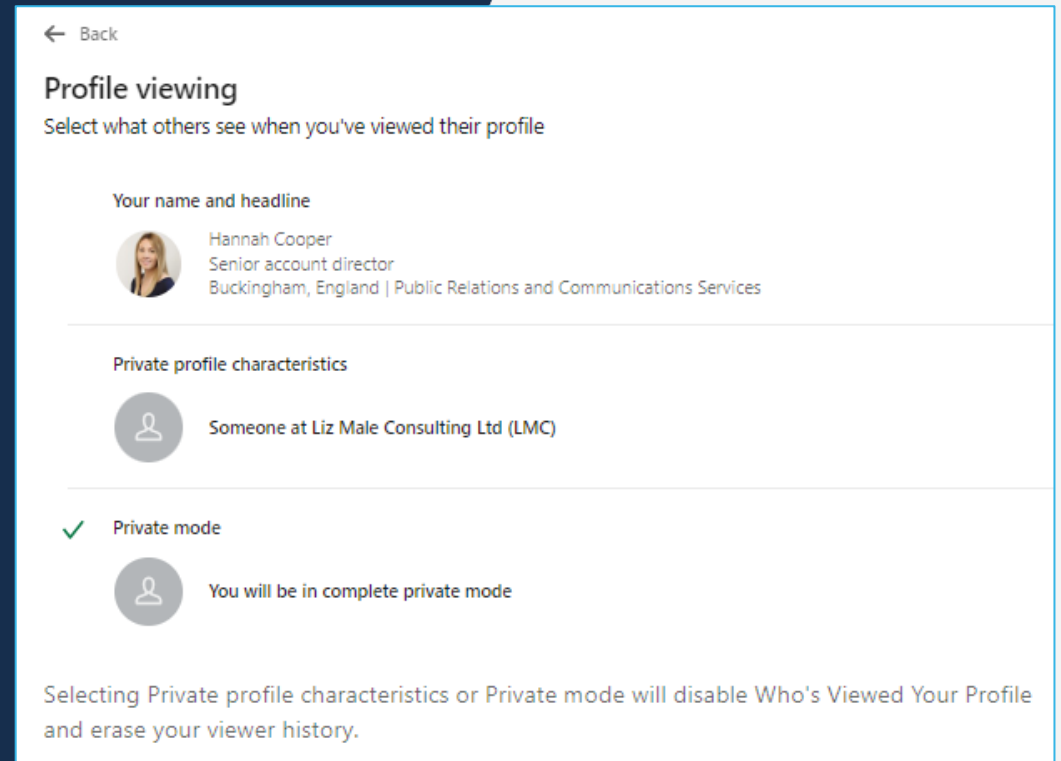 Back
Profile viewing
Select what others see when you've viewed their profile
Your name and headline
Hannah Cooper
Senior account director
Buckingham, England | Public Relations and Communications Services
Private profile characteristics
Someone at Liz Male Consulting Ltd (LMC)
Private mode
You will be in complete private mode
Selecting Private profile characteristics or Private mode will disable Who's Viewed Your Profile
and erase your viewer history.